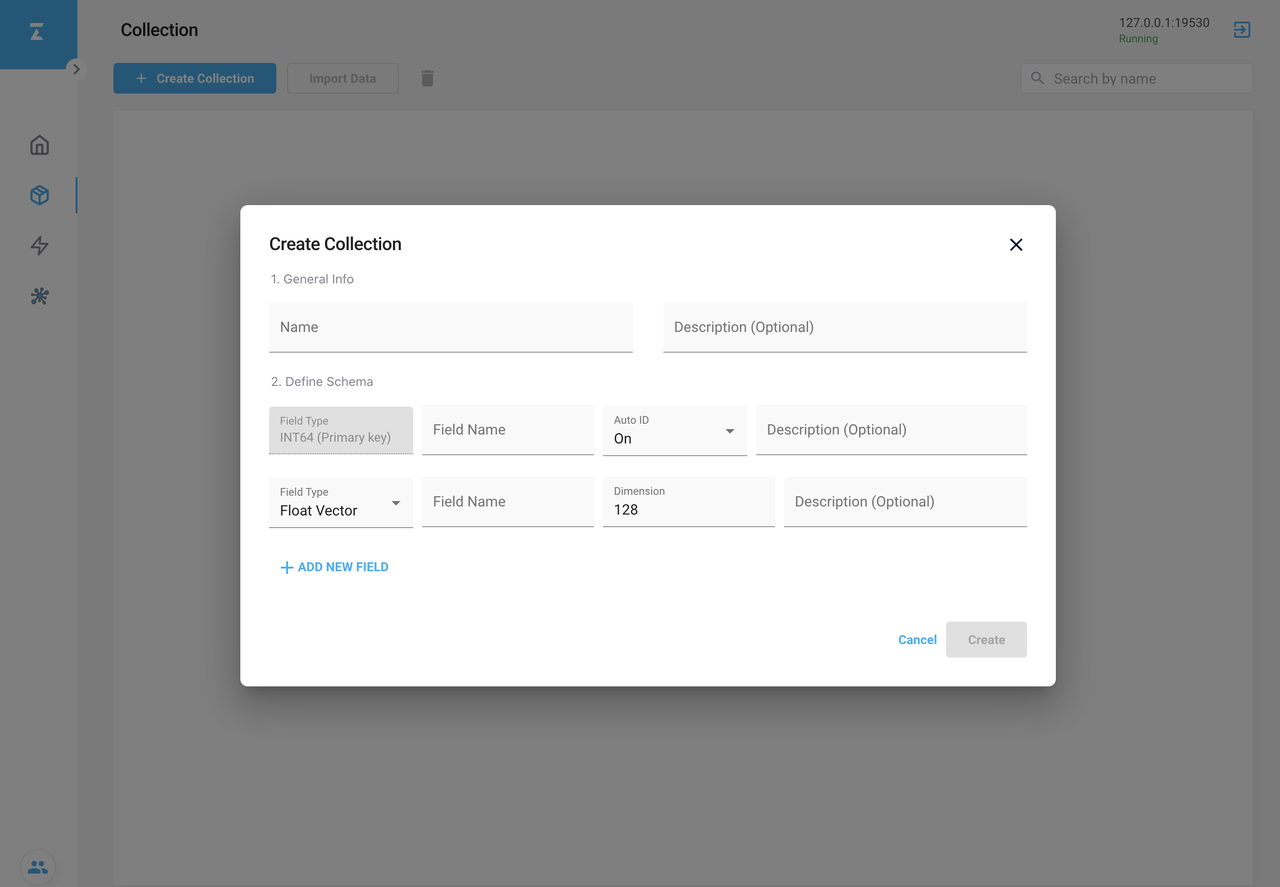 Collection
127.0.0.1:19530
Running
Create Collection
Import Data
Search by name
Create Collection
1. General Info
Name
Description (Optional)
2. Define Schema
Field Type
INT64 (Primary key)
Field Name
Auto ID
On
Description (Optional)
Field Type
Float Vector
Field Name
Dimension
128
Description (Optional)
ADD NEW FIELD
Cancel
Create